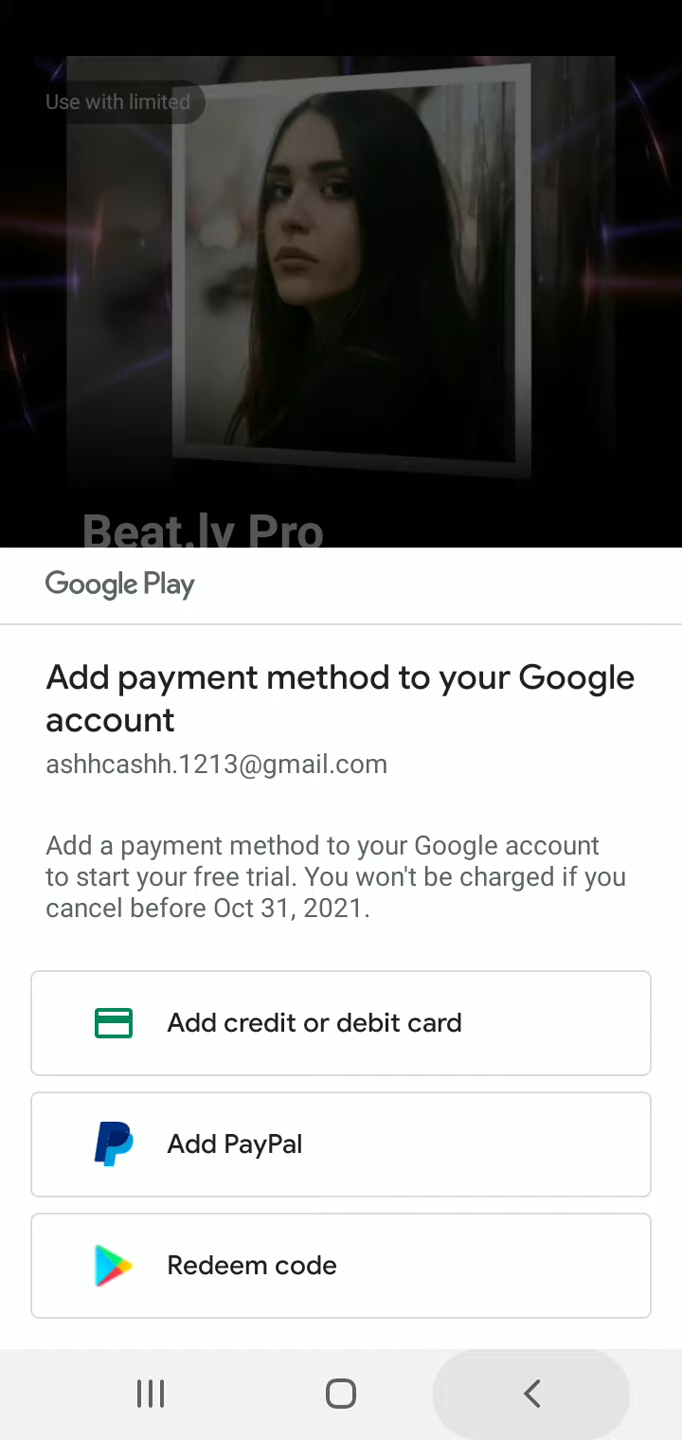 Use with limited
Beat.ly Pro
Google Play
Add payment method to your Google
account
ashhcashh.1213@gmail.com
Add a payment method to your Google account
to start your free trial. You won't be charged if you
cancel before Oct 31, 2021.
Add credit or debit card
Add PayPal
Redeem code